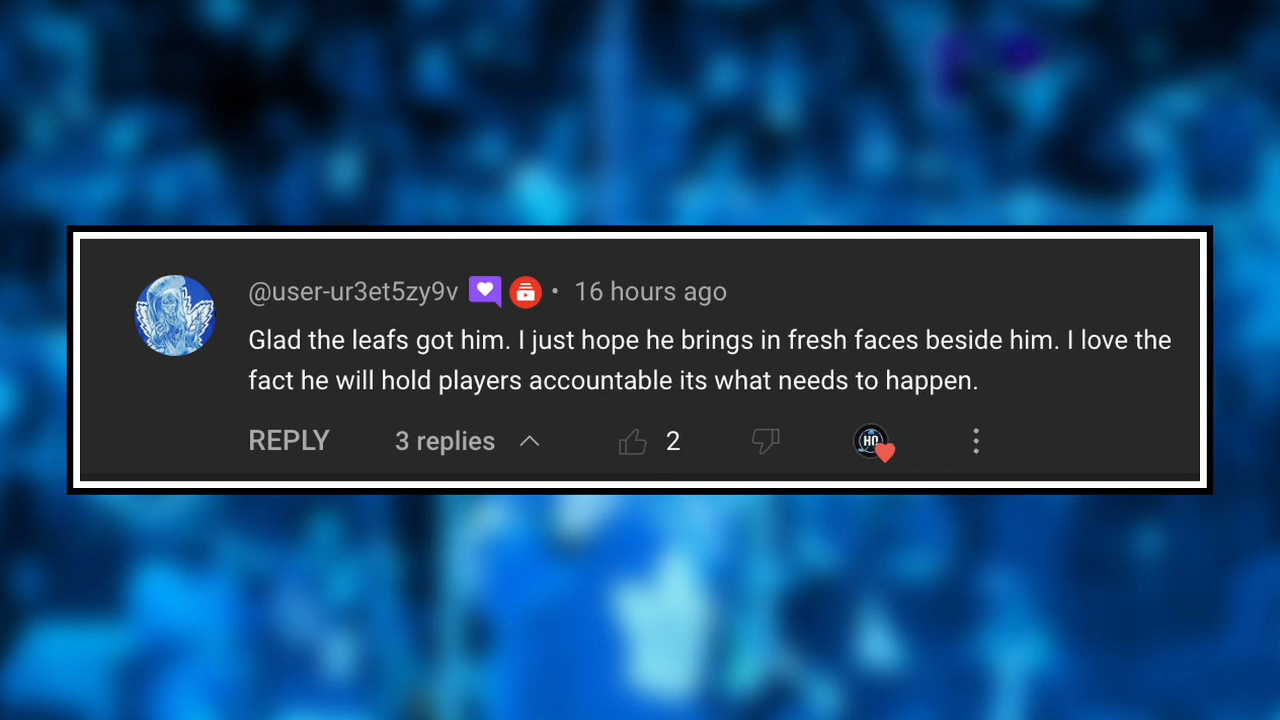 @user-ur3et5zy9v • 16 hours ago
Glad the leafs got him. I just hope he brings in fresh faces beside him. I love the
fact he will hold players accountable its what needs to happen.
REPLY 3 replies 2 HQ